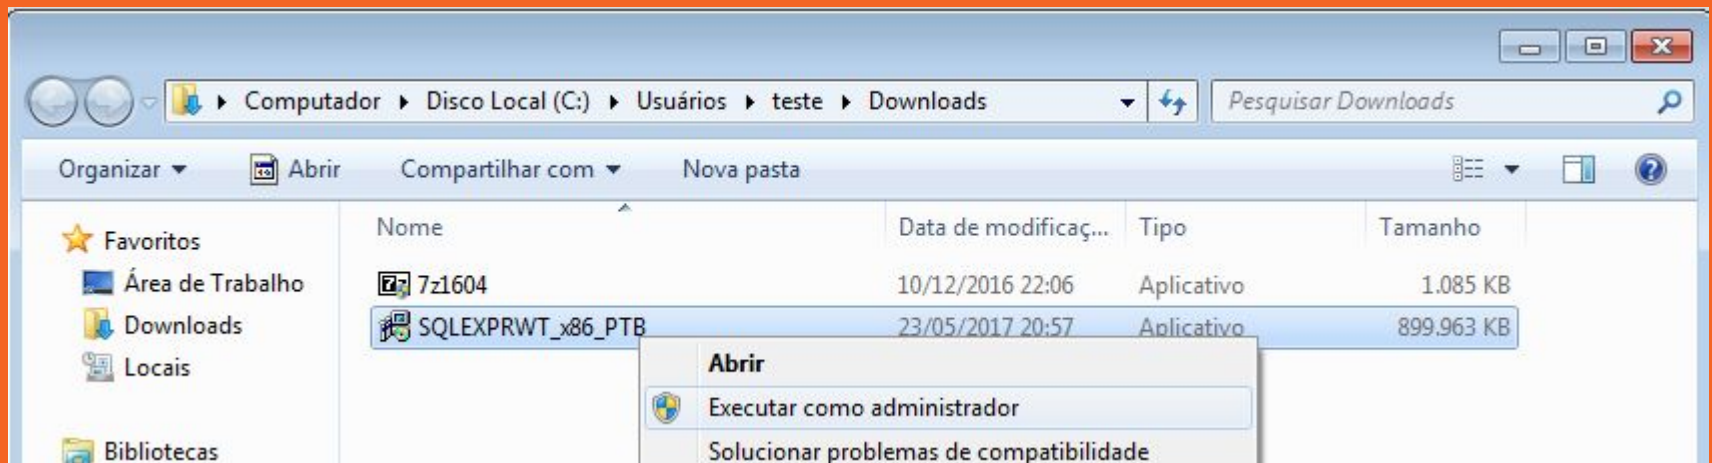 Computador Disco Local (C:) Usuários teste Downloads Pesquisar Downloads
Organizar Abrir Compartilhar com Nova pasta
Nome Data de modificaç... Tipo Tamanho
Favoritos
Área de Trabalho
Downloads
Locais
Bibliotecas
7z1604 10/12/2016 22:06 Aplicativo 1.085 KB
SQLEXPRWT_x86_PTB 23/05/2017 20:57 Aplicativo 899.963 KB
Abrir
Executar como administrador
Solucionar problemas de compatibilidade